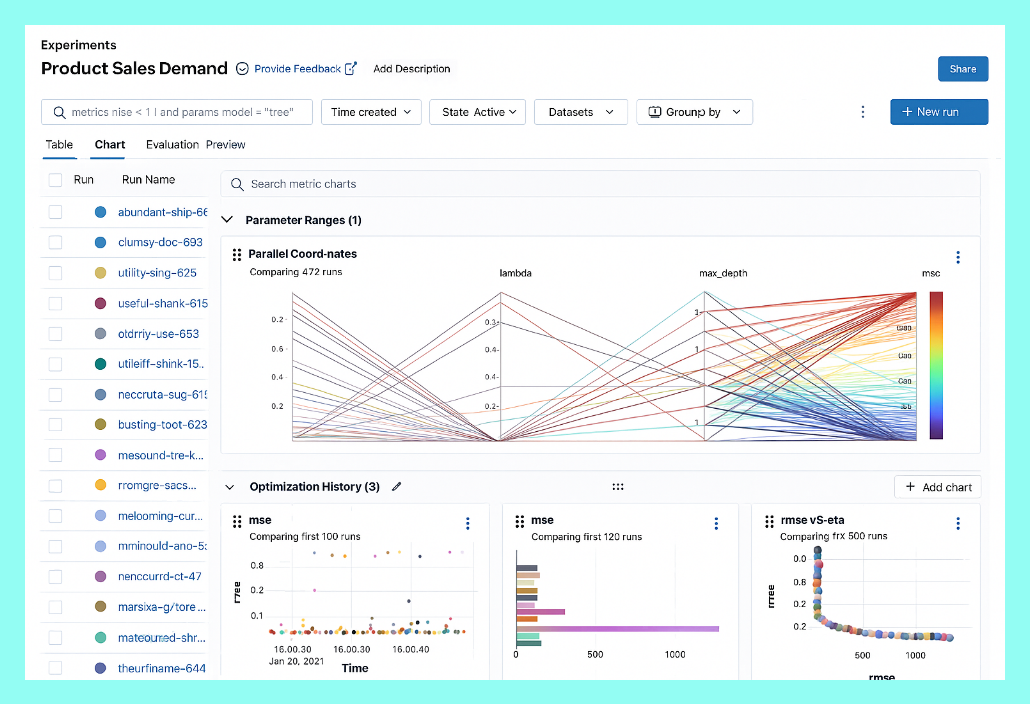 Experiments
Product Sales Demand Provide Feedback Add Description
Share
metrics nise < 1 I and params model = "tree"
Time created
State Active
Datasets
Group by
+ New run
Table Chart Evaluation Preview
Run Run Name
Search metric charts
abundant-ship-66
Parameter Ranges (1)
clumsy-doc-693
Parallel Coord-nates
Comparing 472 runs
lambda
max_depth
msc
utility-sing-625
useful-shank-615
otdrriy-use-653
utileiff-shink-15..
neccruta-sug-615
busting-toot-623
mesound-tre-k...
rromgre-sacs...
melooming-cur...
mminould-ano-5:
nenccurrd-ct-47
marsixa-g/tore ...
mateoured-shr...
theurfiname-644
0.2
0.6
0.4
0.2
0.3
0.4
0.4
0.2
1
1
1
Optimization History (3)
+ Add chart
mse
Comparing first 100 runs
0.8
0.2
0.1
16.00.30 16.00.30 16.00.40
Jan 20, 2021
Time
mse
Comparing first 120 runs
0 500 1000
rmse vS-eta
Comparing frx 500 runs
rrree
0.0
0.8
0.2
0.2
500 1000
rmse